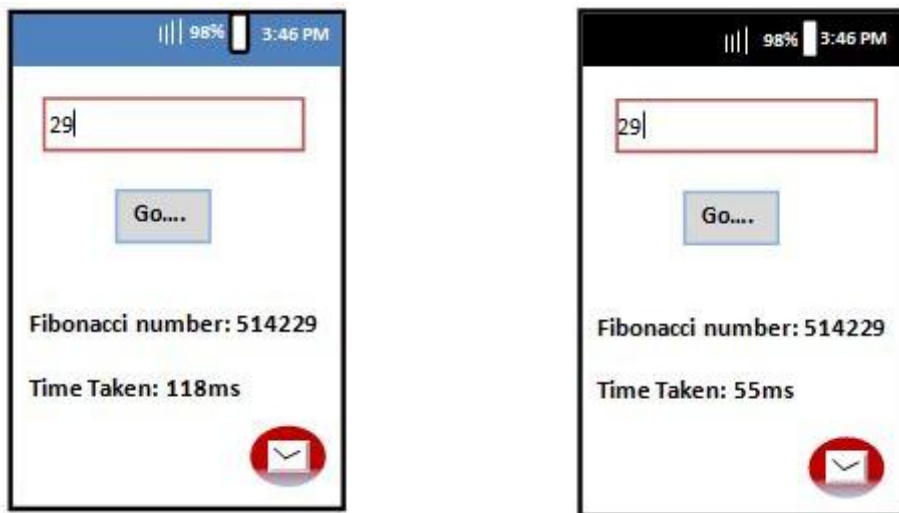 98% 3:46 PM
29
Go....
Fibonacci number: 514229
Time Taken: 118ms
98% 3:46 PM
29
Go....
Fibonacci number: 514229
Time Taken: 55ms